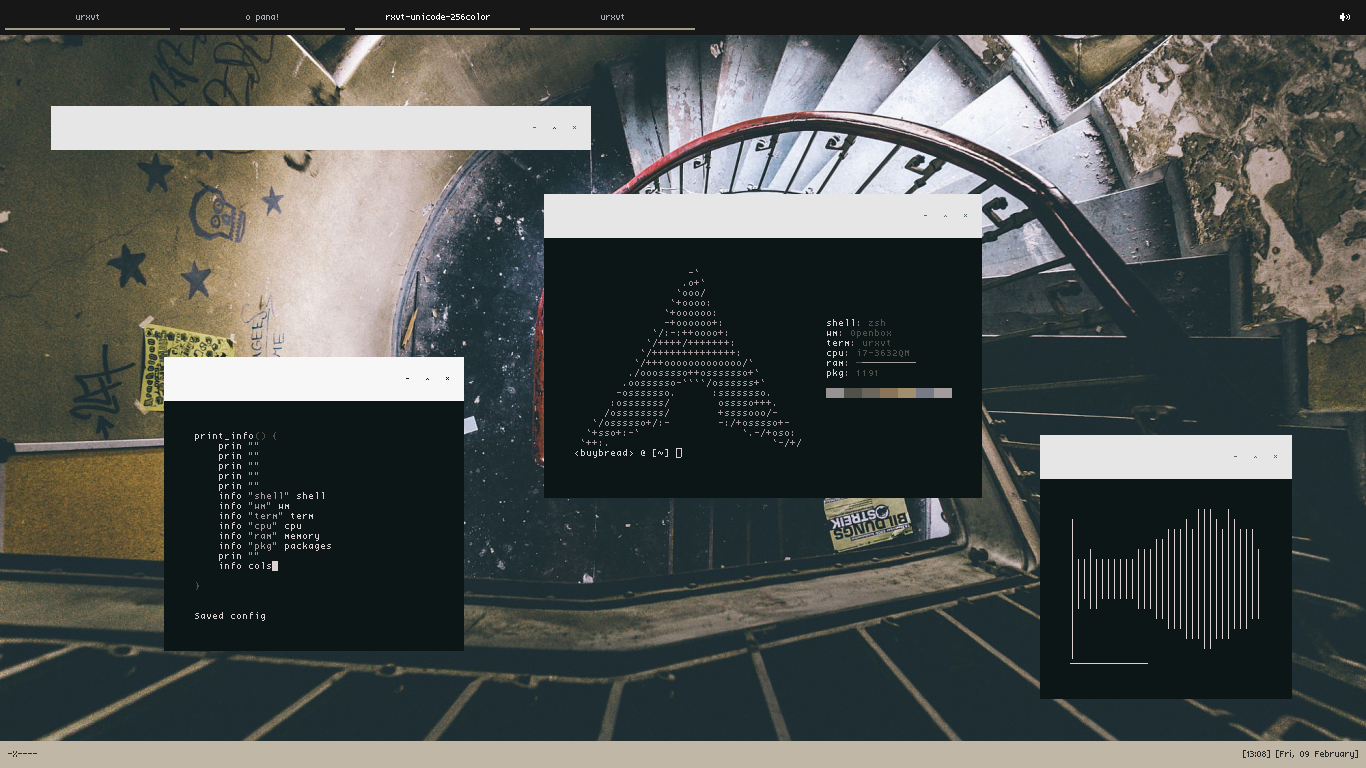 urxvt
o pana!
rxvt-unicode-256color
urxvt
- ^ ×
- ^ ×
-`
.o+`
`ooo/
`+oooo:
`+oooooo:
-+oooooo+:
`/:-:++oooo+:
`/++++/+++++++:
`/++++++++++++++:
`/+++ooooooooooooo/`
./ooosssso++osssssso+`
.oossssso-````/ossssss+`
-osssssso.      :ssssssso.
:osssssss/        osssso+++.
/ossssssss/        +ssssooo/-
`/ossssso+/:-        -:/+osssso+-
`+sso+:-`                 `.-/+oso:
`++:.                           `-/+/
shell: zsh
wm: Openbox
term: urxvt
cpu: i7-3632QM
ram:
pkg: 1191
<buybread> @ [~]
- ^ ×
print_info() {
prin ""
prin ""
prin ""
prin ""
prin ""
info "shell" shell
info "wm" wm
info "term" term
info "cpu" cpu
info "ram" memory
info "pkg" packages
prin ""
info cols
}
Saved config
BILDUNGS
STREIK
- ^ ×
[13:08] [Fri, 09 February]